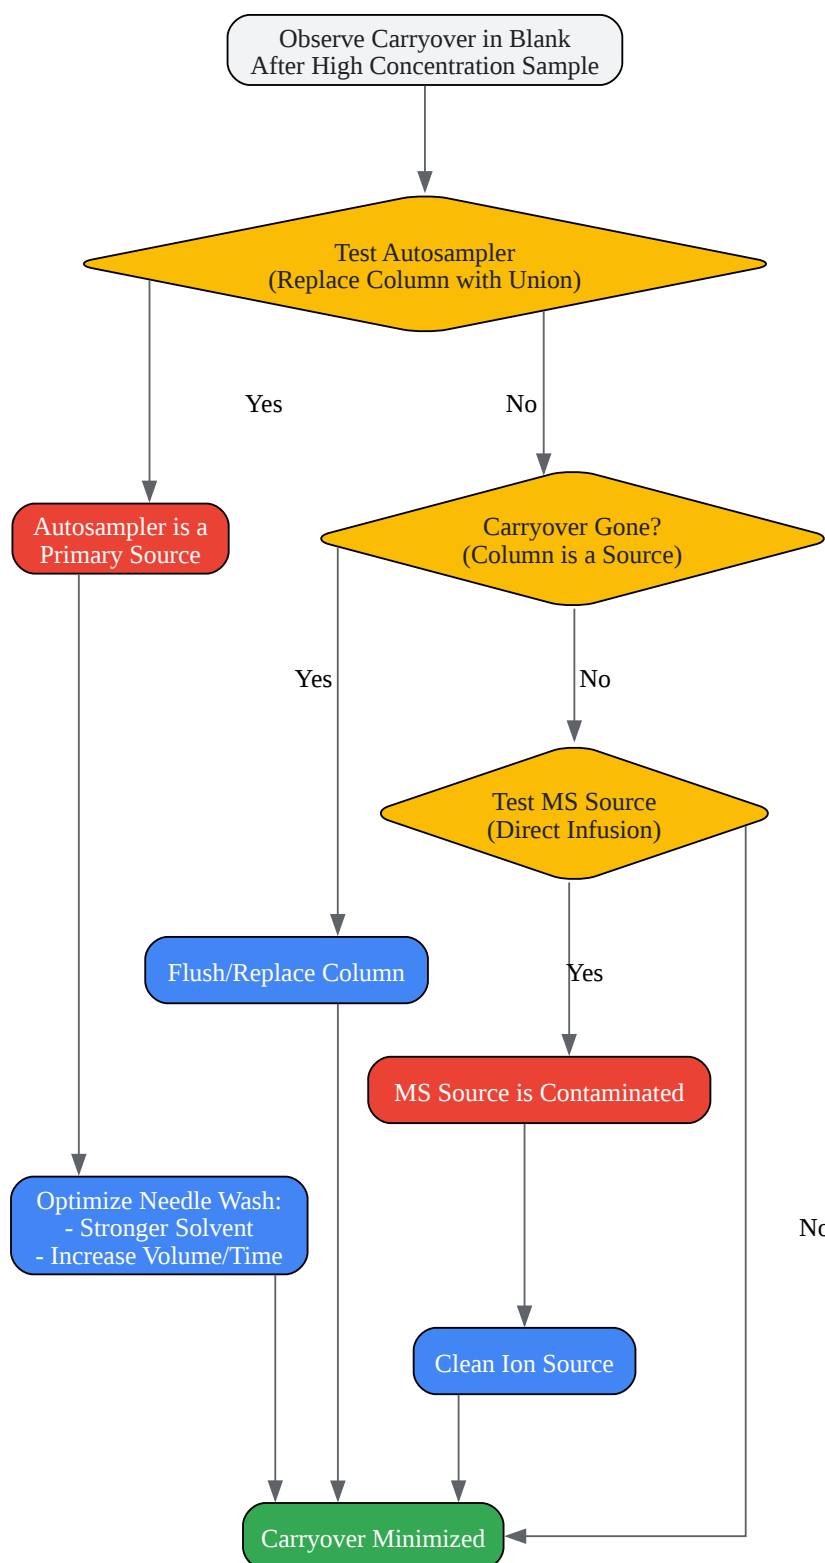 Observe Carryover in Blank
After High Concentration Sample
Test Autosampler
(Replace Column with Union)
Yes
No
Autosampler is a
Primary Source
Carryover Gone?
(Column is a Source)
Yes
No
Test MS Source
(Direct Infusion)
Flush/Replace Column
Yes
MS Source is Contaminated
Optimize Needle Wash:
- Stronger Solvent
- Increase Volume/Time
No
Clean Ion Source
Carryover Minimized